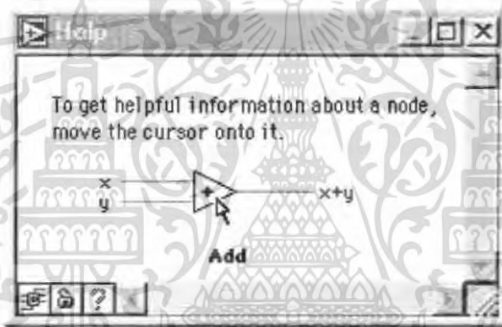 Help
To get helpful information about a node,
move the cursor onto it.
x
y
+
x+y
Add
?